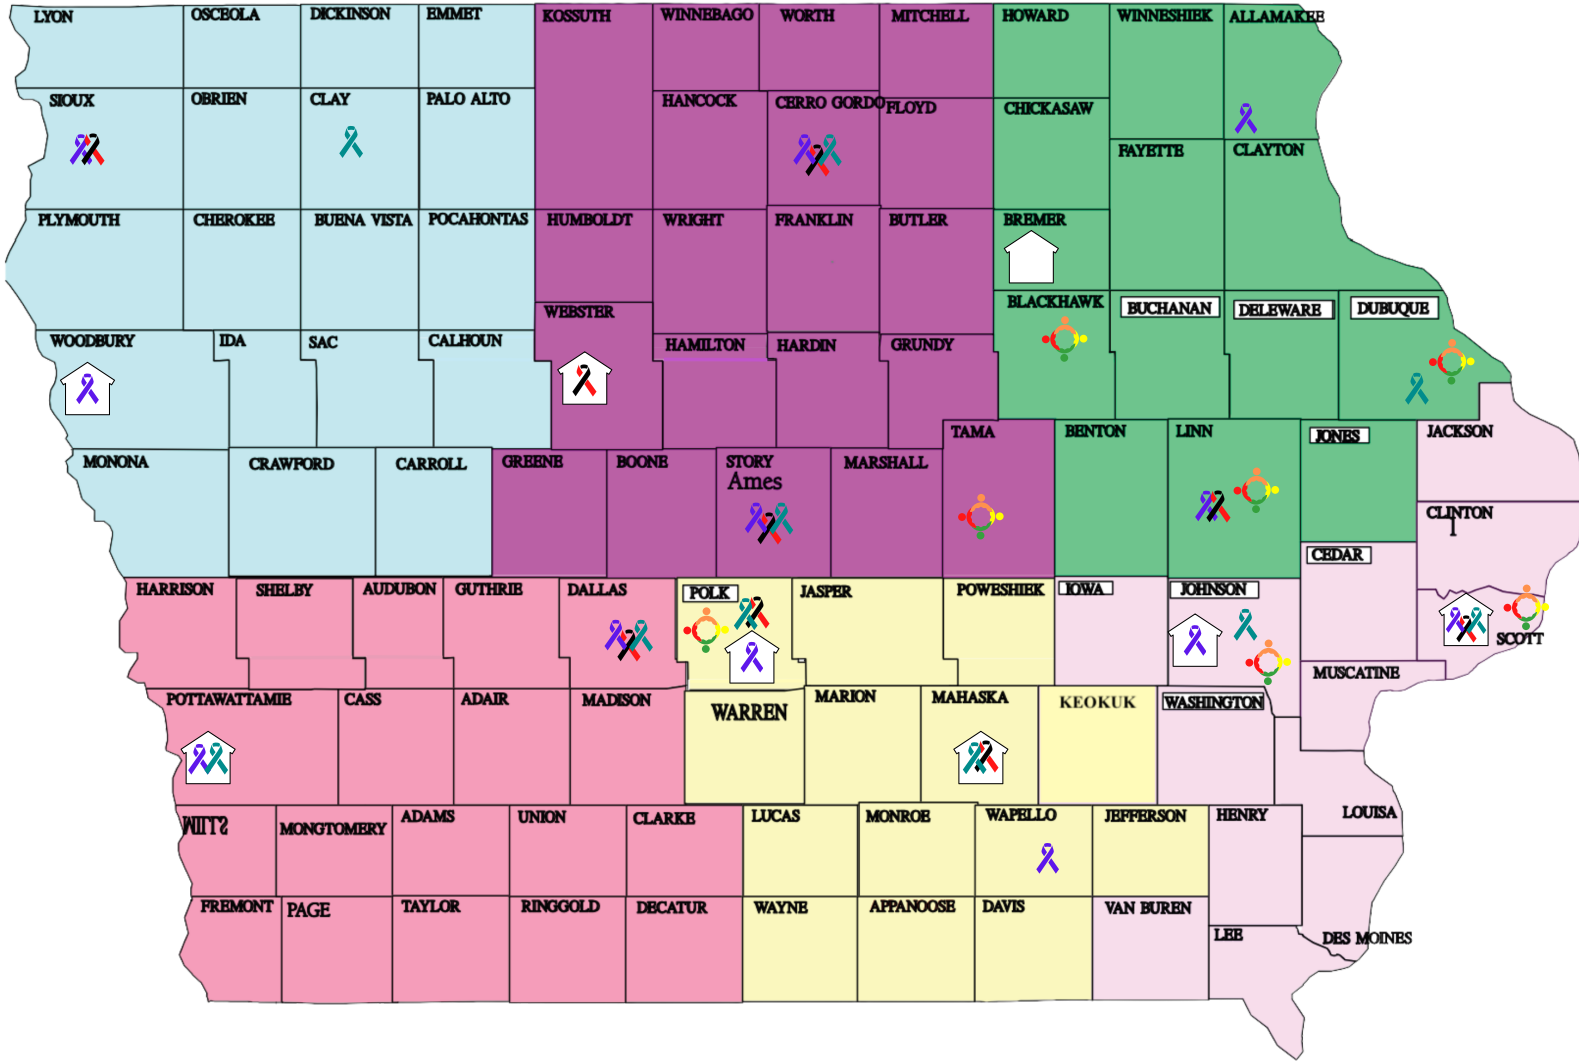 LYON
OSCEOLA
DICKINSON
EMMET
KOSSUTH
WINNEBAGO
WORTH
MITCHELL
HOWARD
WINNESHIEK
ALLAMAKEE
SIOUX
OBRIEN
CLAY
PALO ALTO
HANCOCK
CERRO GORDO
FLOYD
CHICKASAW
FAYETTE
CLAYTON
PLYMOUTH
CHEROKEE
BUENA VISTA
POCAHONTAS
HUMBOLDT
WRIGHT
FRANKLIN
BUTLER
BREMER
WEBSTER
BLACKHAWK
BUCHANAN
DELEWARE
DUBUQUE
WOODBURY
IDA
SAC
CALHOUN
HAMILTON
HARDIN
GRUNDY
TAMA
BENTON
LINN
JONES
JACKSON
MONONA
CRAWFORD
CARROLL
GREENE
BOONE
STORY
Ames
MARSHALL
CLINTON
I
CEDAR
HARRISON
SHELBY
AUDUBON
GUTHRIE
DALLAS
POLK
JASPER
POWESHIEK
IOWA
JOHNSON
SCOTT
MUSCATINE
POTTAWATTAMIE
CASS
ADAIR
MADISON
WARREN
MARION
MAHASKA
KEOKUK
WASHINGTON
LOUISA
MILLS
MONGTOMERY
ADAMS
UNION
CLARKE
LUCAS
MONROE
WAPELLO
JEFFERSON
HENRY
FREMONT
PAGE
TAYLOR
RINGGOLD
DECATUR
WAYNE
APPANOOSE
DAVIS
VAN BUREN
LEE
DES MOINES